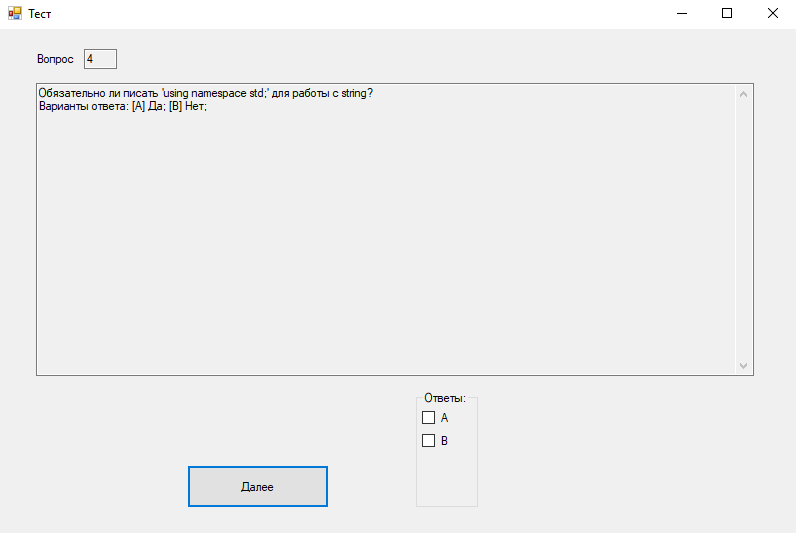 Тест
Вопрос 4
Обязательно ли писать 'using namespace std;' для работы с string?
Варианты ответа: [A] Да; [B] Нет;
Ответы:
A
B
Далее